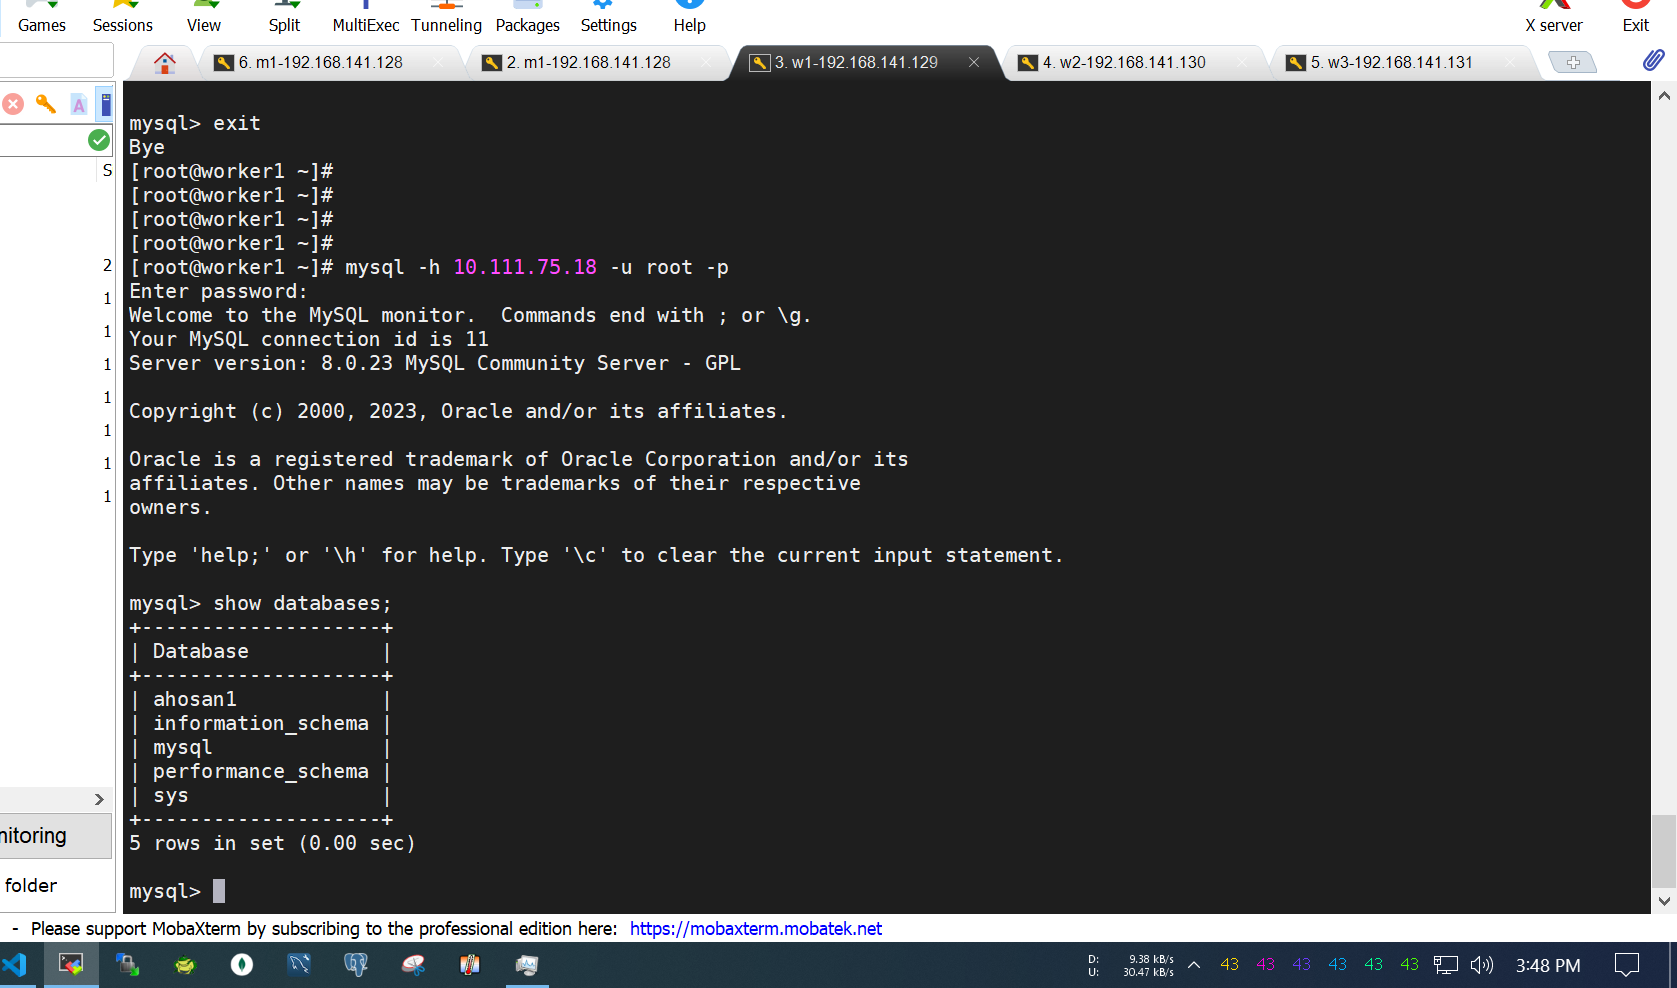 Games Sessions View Split MultiExec Tunneling Packages Settings Help X server Exit
6. m1-192.168.141.128 2. m1-192.168.141.128 3. w1-192.168.141.129 4. w2-192.168.141.130 5. w3-192.168.141.131
A
S
2
1
1
1
1
1
1
1
nitoring
folder
mysql> exit
Bye
[root@worker1 ~]#
[root@worker1 ~]#
[root@worker1 ~]#
[root@worker1 ~]#
[root@worker1 ~]# mysql -h 10.111.75.18 -u root -p
Enter password:
Welcome to the MySQL monitor.  Commands end with ; or \g.
Your MySQL connection id is 11
Server version: 8.0.23 MySQL Community Server - GPL
Copyright (c) 2000, 2023, Oracle and/or its affiliates.
Oracle is a registered trademark of Oracle Corporation and/or its
affiliates. Other names may be trademarks of their respective
owners.
Type 'help;' or '\h' for help. Type '\c' to clear the current input statement.
mysql> show databases;
+--------------------+
| Database           |
+--------------------+
| ahosan1            |
| information_schema |
| mysql              |
| performance_schema |
| sys                |
+--------------------+
5 rows in set (0.00 sec)
mysql>
- Please support MobaXterm by subscribing to the professional edition here: https://mobaxterm.mobatek.net
D: 9.38 kB/s
U: 30.47 kB/s
43 43 43 43 43 43
3:48 PM